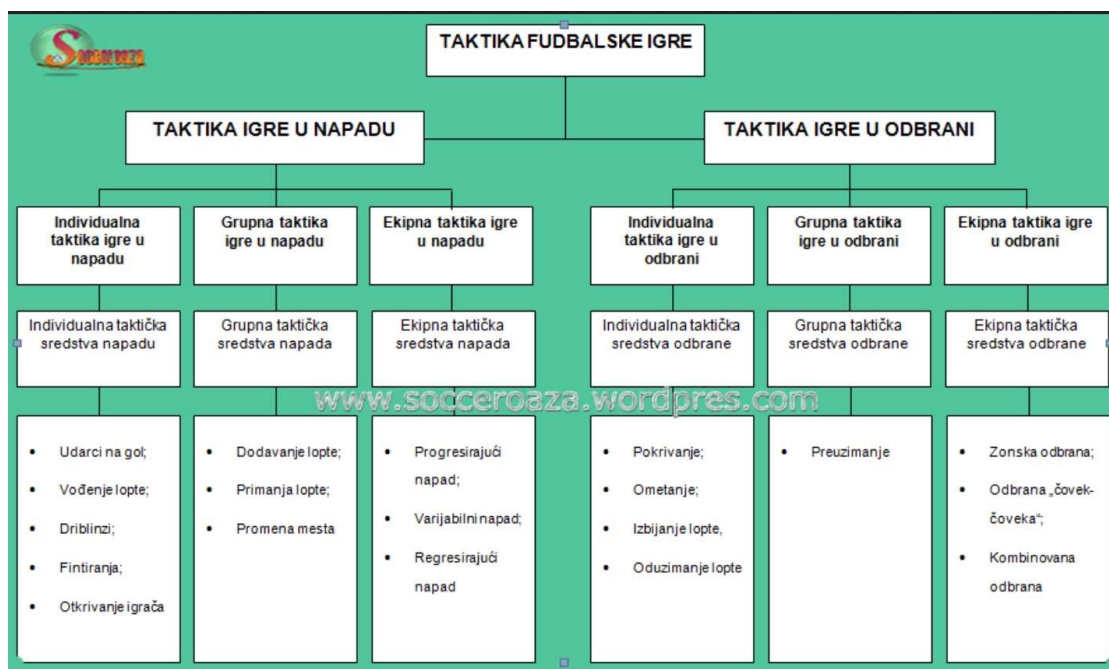 Socceroaza
TAKTIKA FUDBALSKE IGRE
TAKTIKA IGRE U NAPADU
TAKTIKA IGRE U ODBRANI
Individualna
taktika igre u
napadu
Grupna taktika
igre u napadu
Ekipna taktika igre
u napadu
Individualna
taktika igre u
odbrani
Grupna taktika
igre u odbrani
Ekipna taktika igre
u odbrani
Individualna taktička
sredstva napadu
Grupna taktička
sredstva napada
Ekipna taktička
sredstva napada
Individualna taktička
sredstva odbrane
Grupna taktička
sredstva odbrane
Ekipna taktička
sredstva odbrane
www.socceroaza.wordpres.com
• Udarci na gol;
• Vođenje lopte;
• Driblinzi;
• Fintiranja;
• Otkrivanje igrača
• Dodavanje lopte;
• Primanja lopte;
• Promena mesta
• Progresirajući
napad;
• Varijabilni napad;
• Regresirajući
napad
• Pokrivanje;
• Ometanje;
• Izbijanje lopte,
• Oduzimanje lopte
• Preuzimanje
• Zonska odbrana;
• Odbrana „čovek-
čoveka“;
• Kombinovana
odbrana